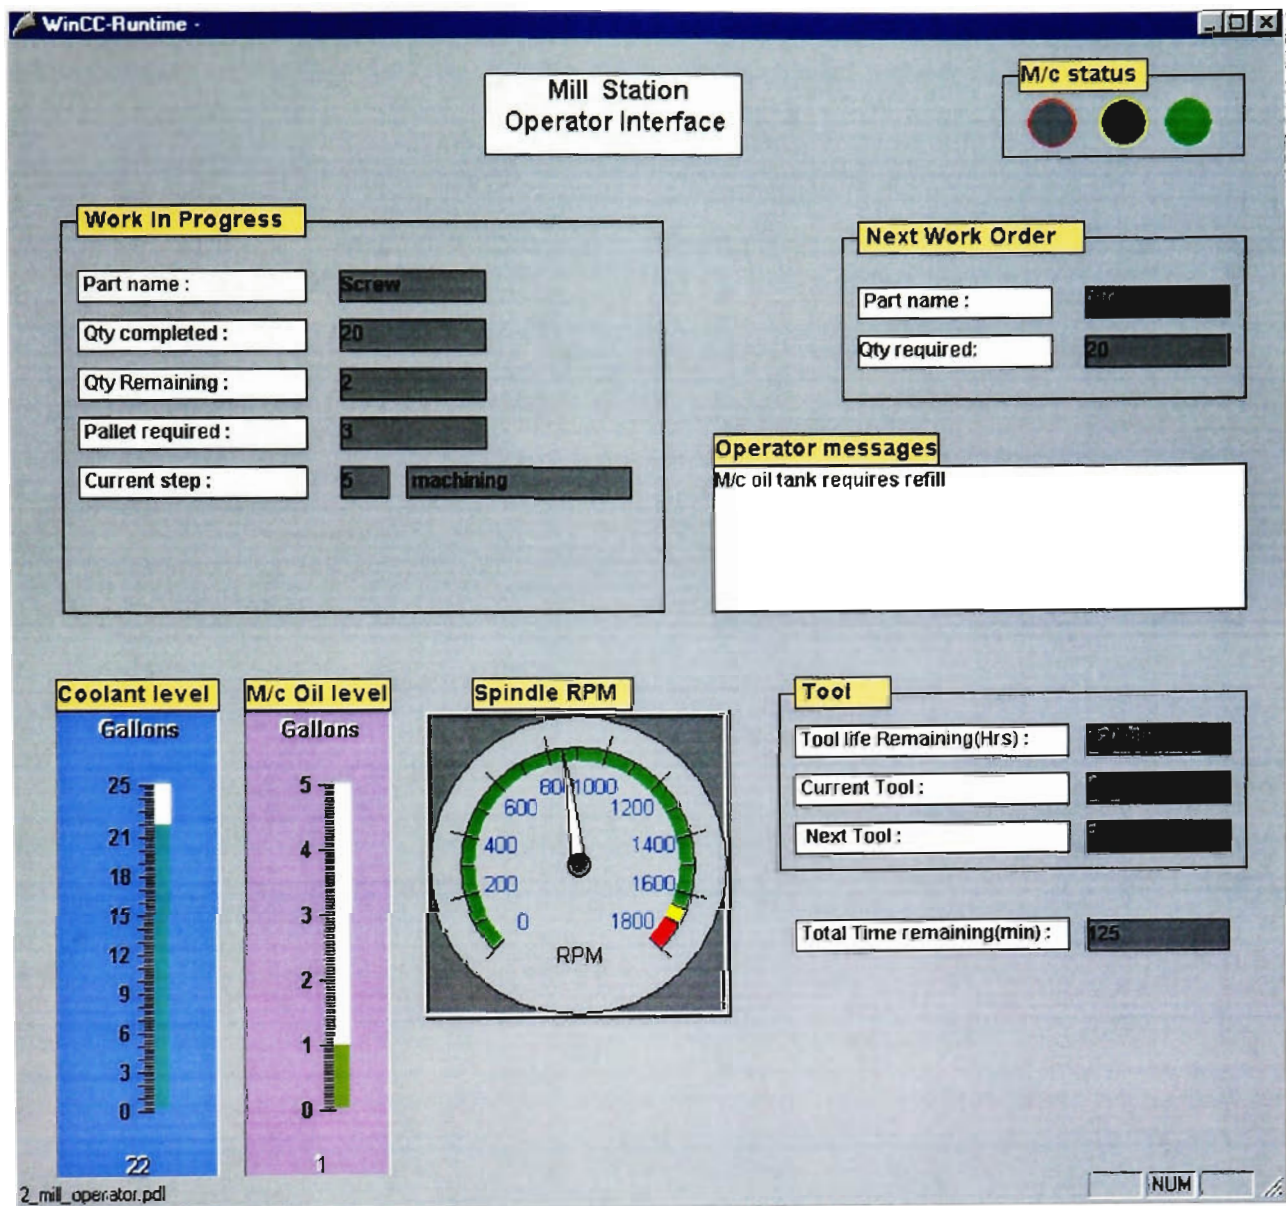 WinCC-Runtime -
Mill Station
Operator Interface
M/c status
Work In Progress
Part name :
Screw
Qty completed :
20
Qty Remaining :
2
Pallet required :
3
Current step :
5
machining
Next Work Order
Part name :
Qty required:
20
Operator messages
M/c oil tank requires refill
Coolant level
Gallons
25
21
18
15
12
9
6
3
0
22
M/c Oil level
Gallons
5
4
3
2
1
0
1
Spindle RPM
0
200
400
600
800
1000
1200
1400
1600
1800
RPM
Tool
Tool life Remaining(Hrs) :
Current Tool :
Next Tool :
Total Time remaining(min) :
125
2_mill_operator.pdl
NUM